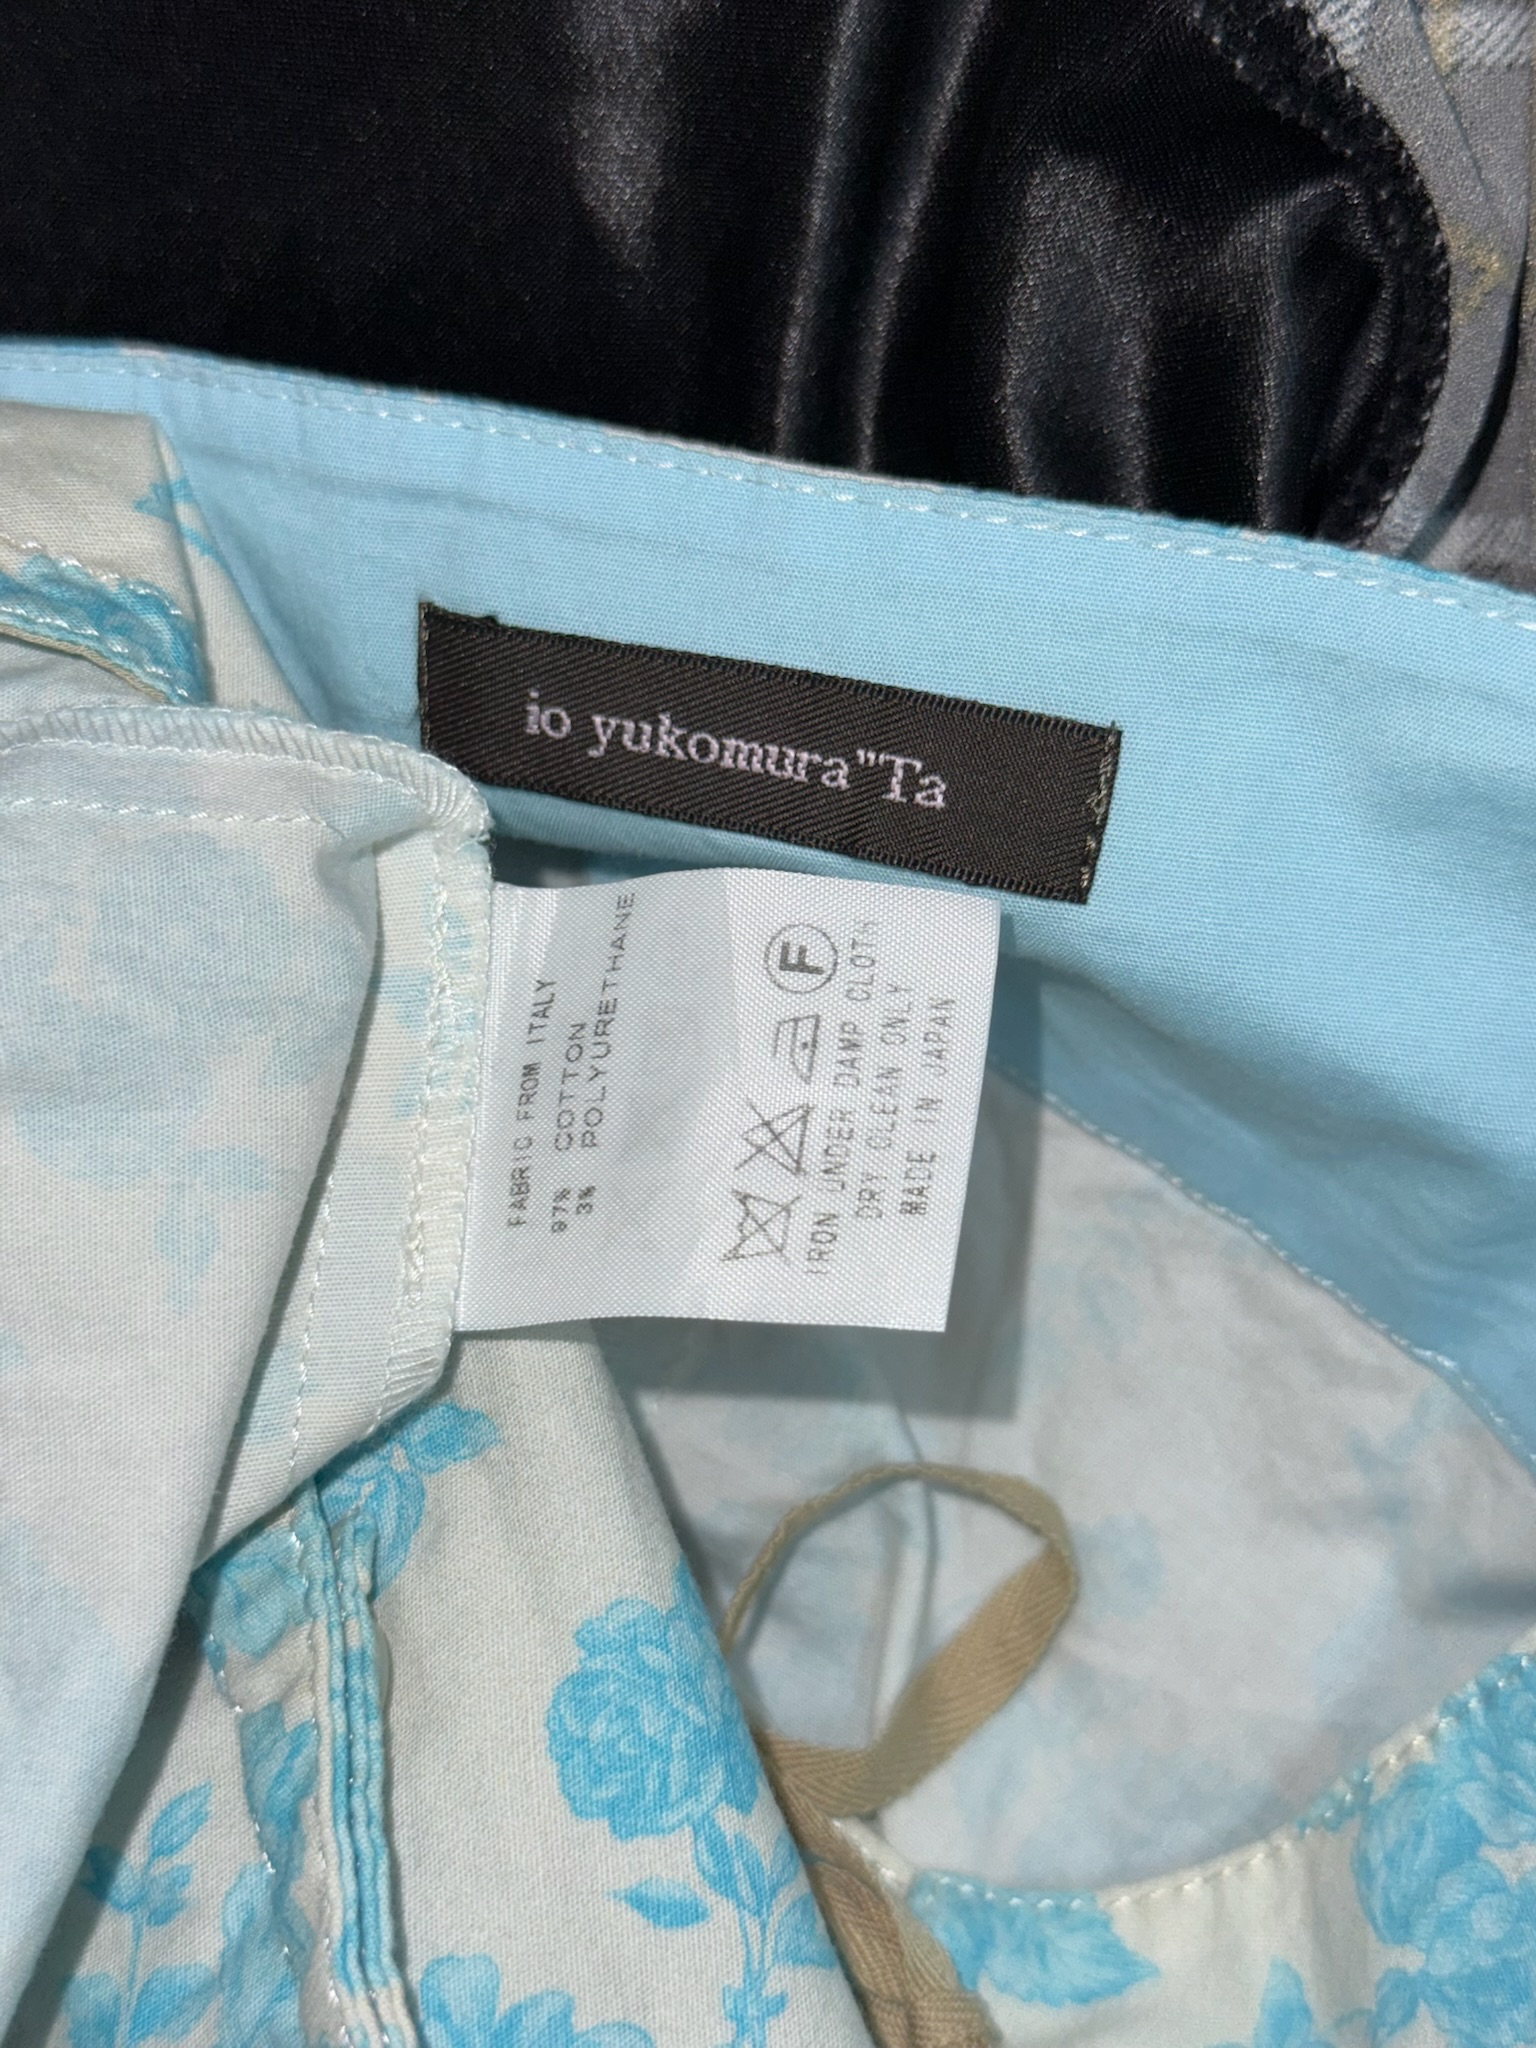 io yukomura"Ta
FABRIC FROM ITALY
97% COTTON
3% POLYURETHANE
F
IRON UNDER DAMP CLOTH
DRY CLEAN ONLY
MADE IN JAPAN